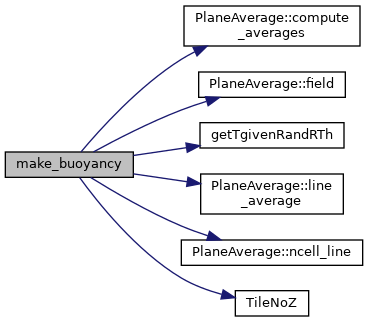 PlaneAverage::compute
_averages
PlaneAverage::field
getTgivenRandRTh
make_buoyancy
PlaneAverage::line
_average
PlaneAverage::ncell_line
TileNoZ